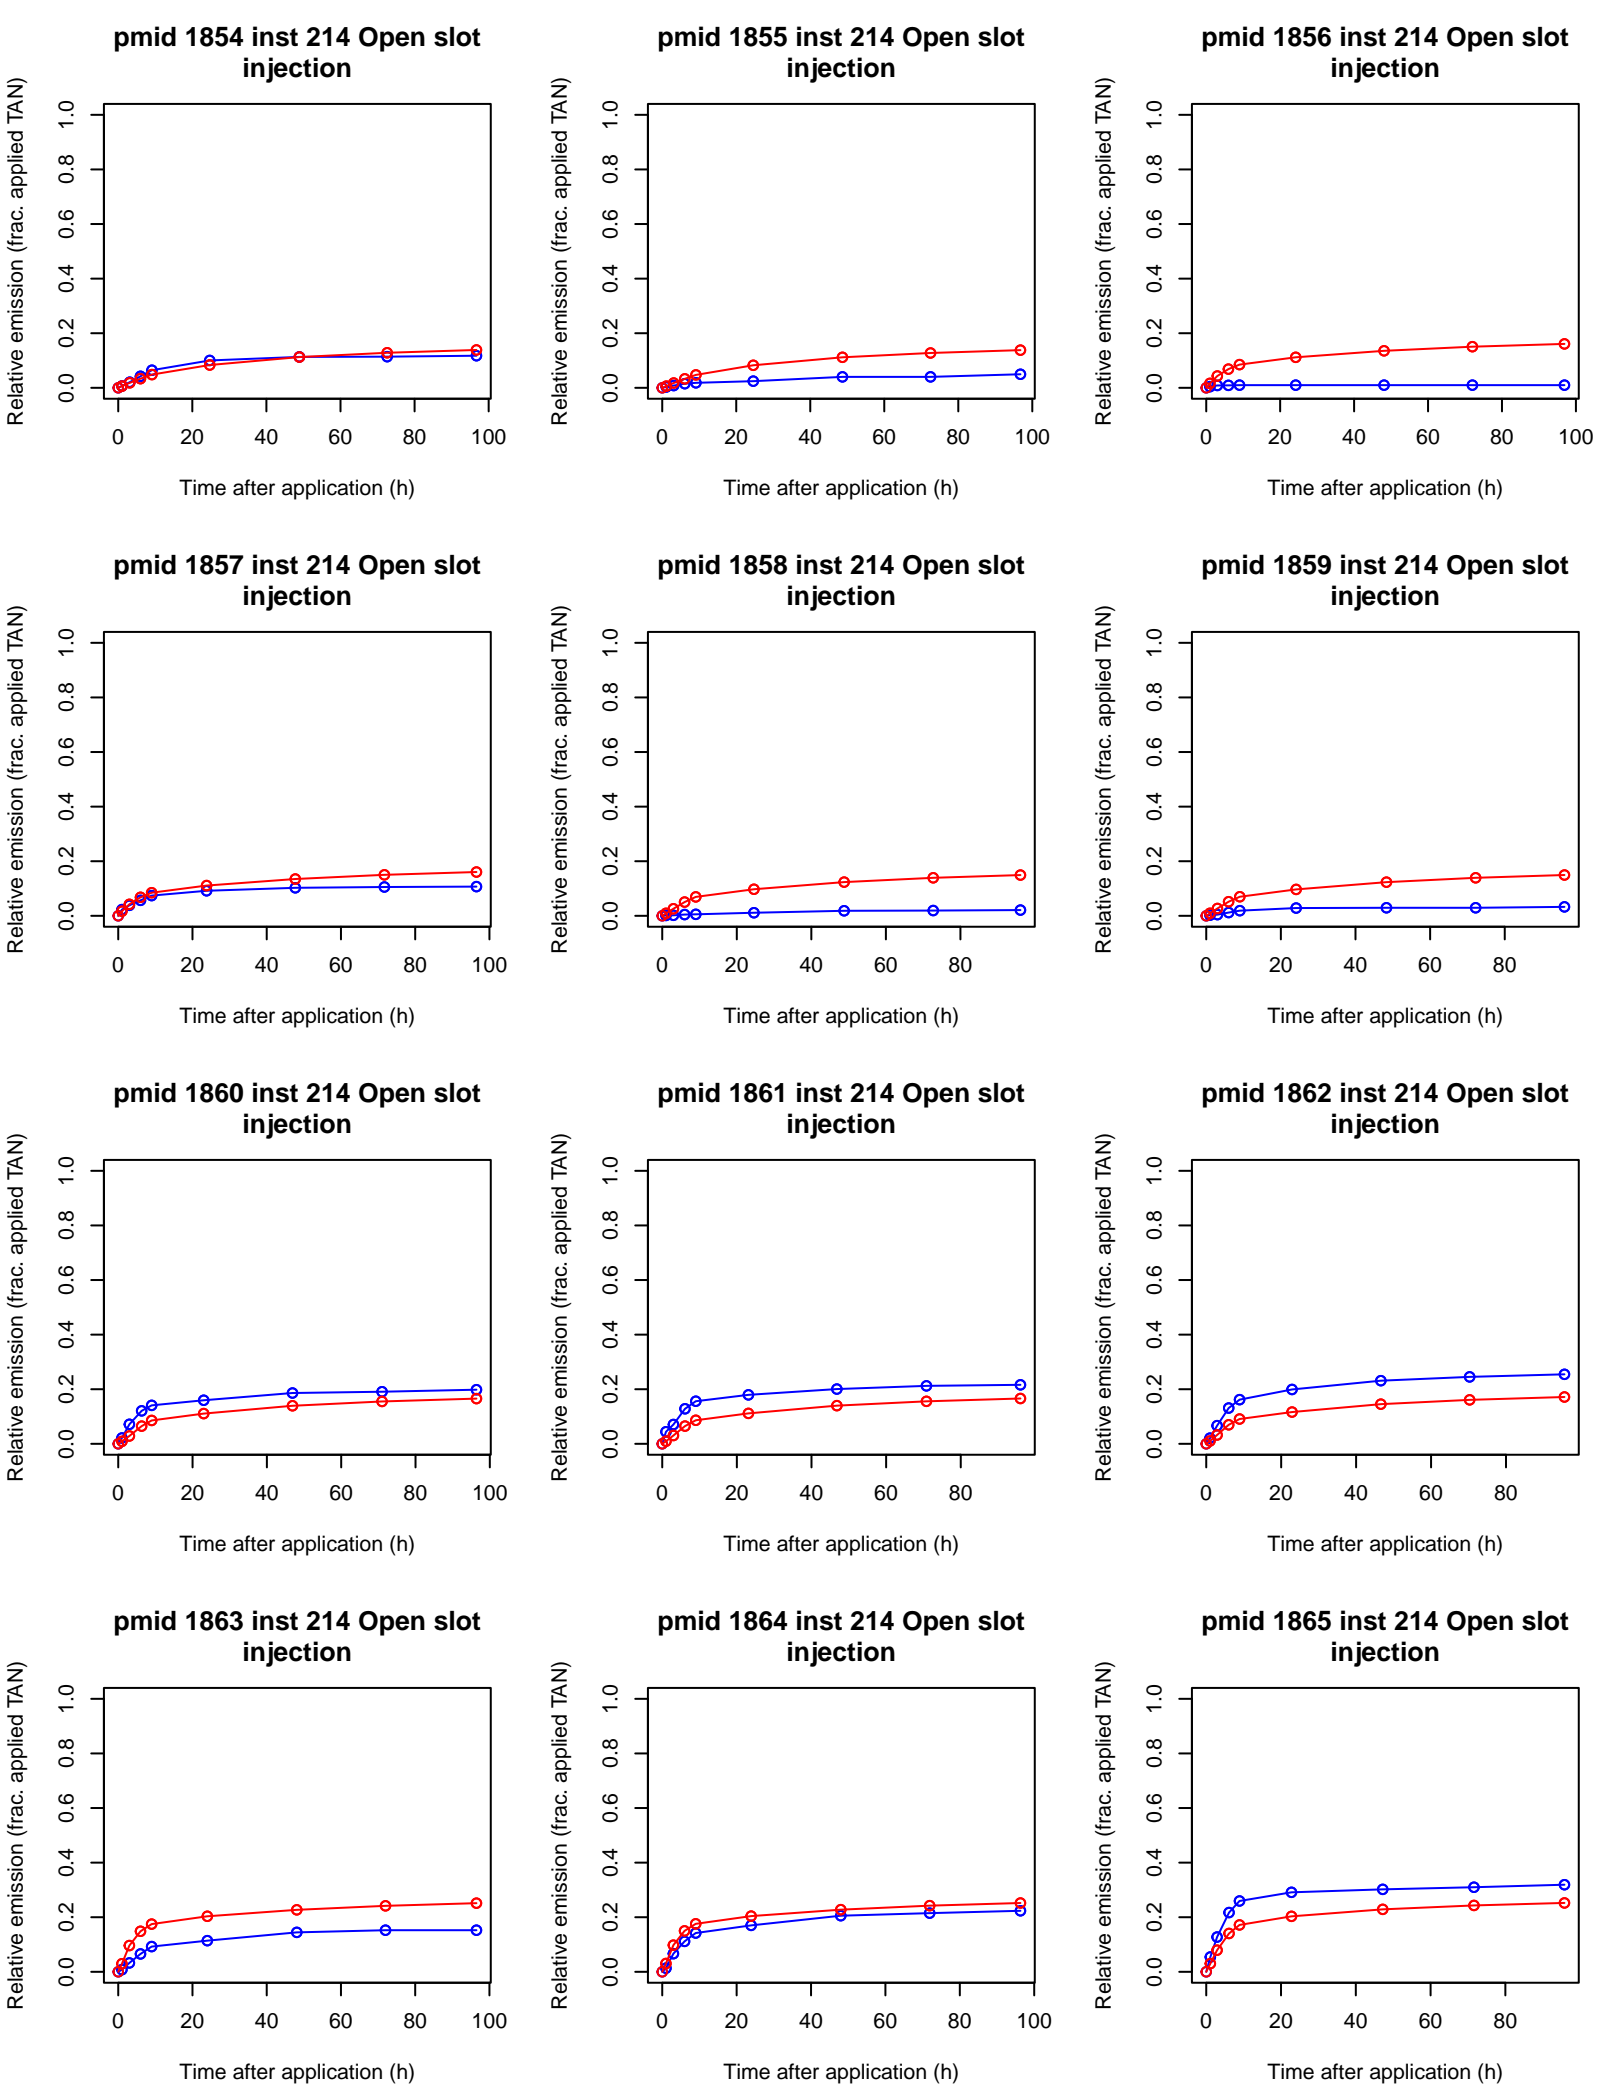 pmid 1854 inst 214 Open slot
injection
Relative emission (frac. applied TAN)
1.0
0.8
0.6
0.4
0.2
0.0
0 20 40 60 80 100
Time after application (h)
pmid 1855 inst 214 Open slot
injection
Relative emission (frac. applied TAN)
1.0
0.8
0.6
0.4
0.2
0.0
0 20 40 60 80 100
Time after application (h)
pmid 1856 inst 214 Open slot
injection
Relative emission (frac. applied TAN)
1.0
0.8
0.6
0.4
0.2
0.0
0 20 40 60 80 100
Time after application (h)
pmid 1857 inst 214 Open slot
injection
Relative emission (frac. applied TAN)
1.0
0.8
0.6
0.4
0.2
0.0
0 20 40 60 80 100
Time after application (h)
pmid 1858 inst 214 Open slot
injection
Relative emission (frac. applied TAN)
1.0
0.8
0.6
0.4
0.2
0.0
0 20 40 60 80
Time after application (h)
pmid 1859 inst 214 Open slot
injection
Relative emission (frac. applied TAN)
1.0
0.8
0.6
0.4
0.2
0.0
0 20 40 60 80
Time after application (h)
pmid 1860 inst 214 Open slot
injection
Relative emission (frac. applied TAN)
1.0
0.8
0.6
0.4
0.2
0.0
0 20 40 60 80 100
Time after application (h)
pmid 1861 inst 214 Open slot
injection
Relative emission (frac. applied TAN)
1.0
0.8
0.6
0.4
0.2
0.0
0 20 40 60 80
Time after application (h)
pmid 1862 inst 214 Open slot
injection
Relative emission (frac. applied TAN)
1.0
0.8
0.6
0.4
0.2
0.0
0 20 40 60 80
Time after application (h)
pmid 1863 inst 214 Open slot
injection
Relative emission (frac. applied TAN)
1.0
0.8
0.6
0.4
0.2
0.0
0 20 40 60 80 100
Time after application (h)
pmid 1864 inst 214 Open slot
injection
Relative emission (frac. applied TAN)
1.0
0.8
0.6
0.4
0.2
0.0
0 20 40 60 80 100
Time after application (h)
pmid 1865 inst 214 Open slot
injection
Relative emission (frac. applied TAN)
1.0
0.8
0.6
0.4
0.2
0.0
0 20 40 60 80
Time after application (h)